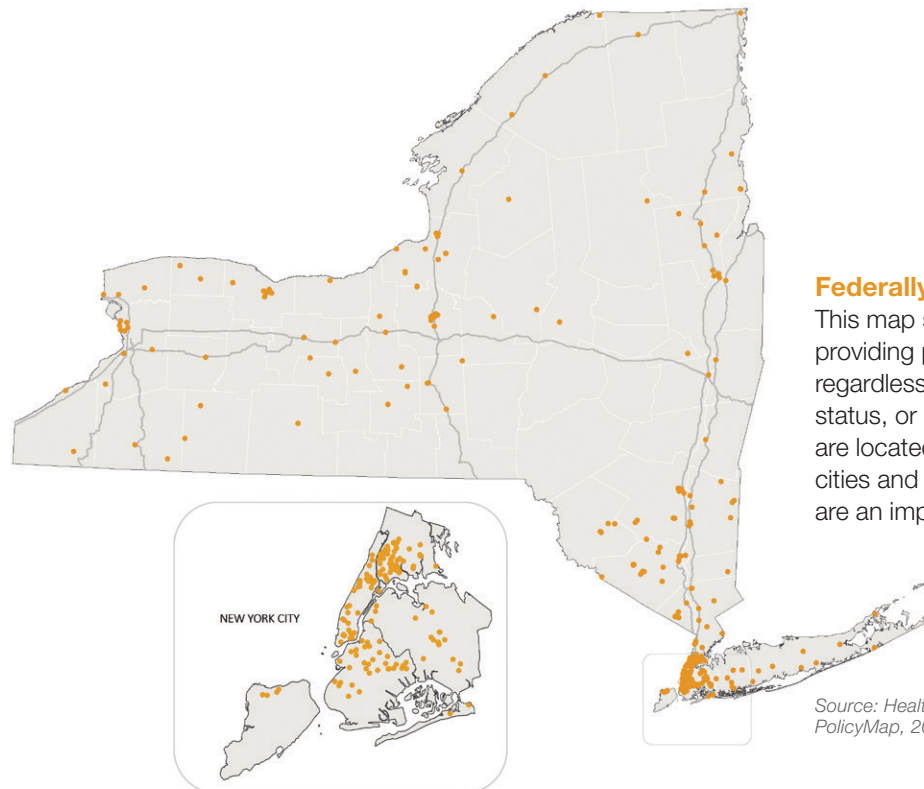 NEW YORK CITY
Federally
This map s
providing p
regardless
status, or
are located
cities and
are an imp
Source: Healt
PolicyMap, 20